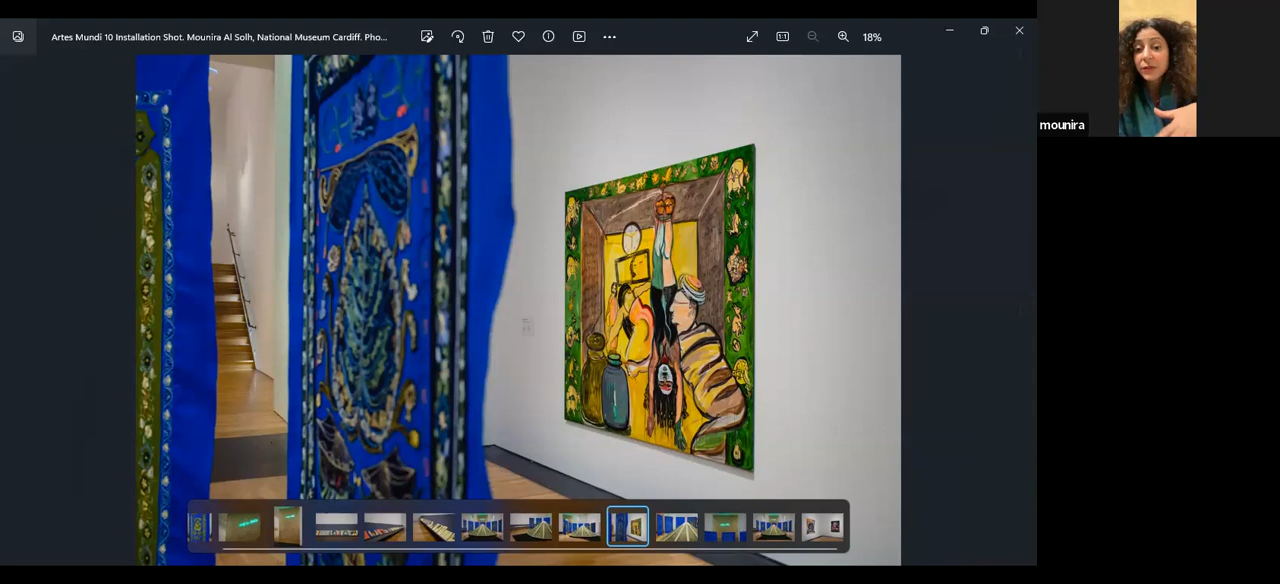 Artes Mundi 10 Installation Shot. Mounira Al Solh, National Museum Cardiff. Pho...
18%
mounira